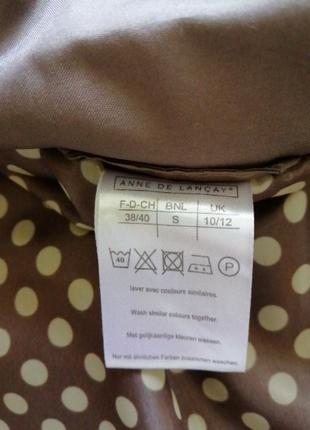 ANNE DE LANÇAY®
F-D-CH BNL UK
38/40 S 10/12
40 P
laver avec couleurs similaires.
Wash similar colours together.
Met gelijkaardige kleuren wassen.
Nur mit ähnlichen Farben zusammen waschen.